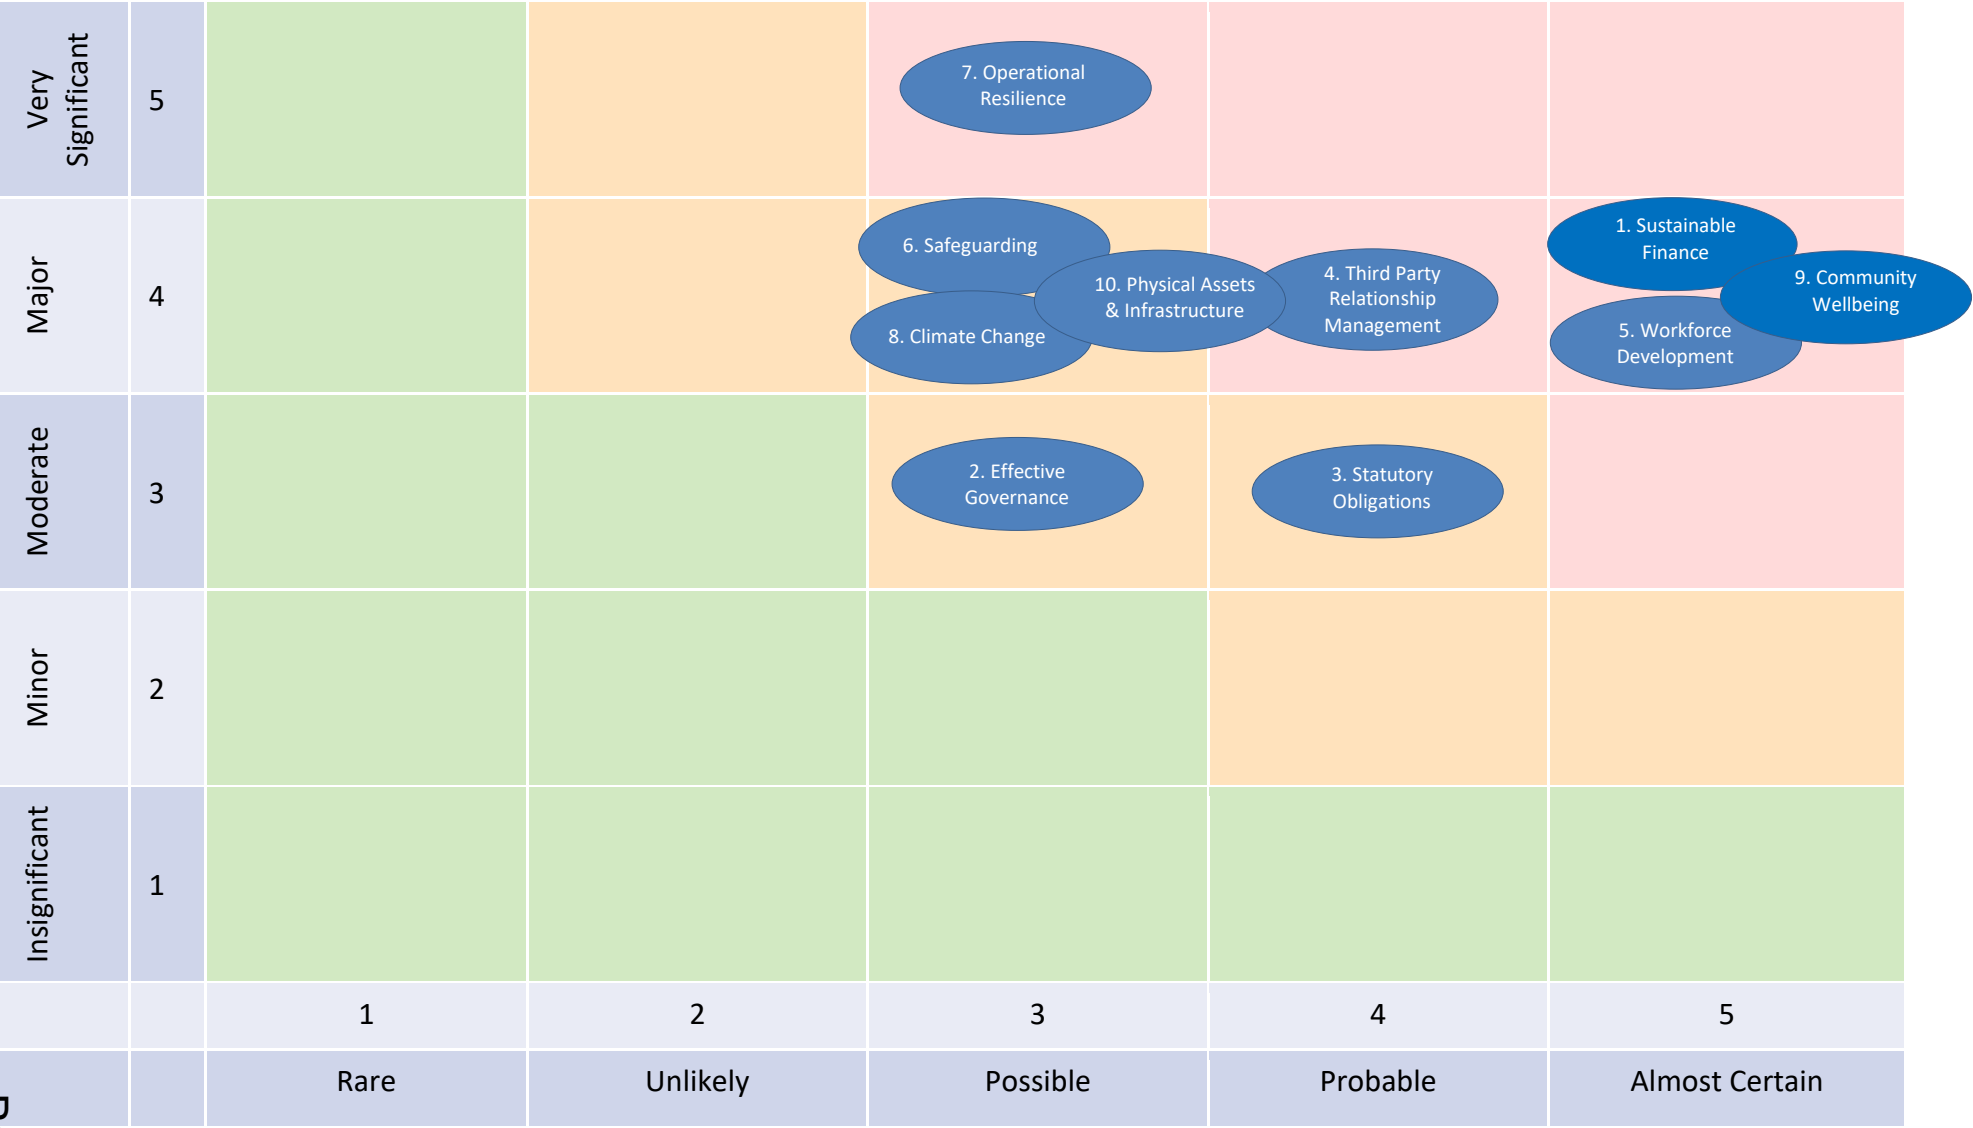 Very
Significant
5
7. Operational
Resilience
Major
4
6. Safeguarding
8. Climate Change
10. Physical Assets
& Infrastructure
4. Third Party
Relationship
Management
1. Sustainable
Finance
9. Community
Wellbeing
5. Workforce
Development
Moderate
3
2. Effective
Governance
3. Statutory
Obligations
Minor
2
Insignificant
1
1
2
3
4
5
Rare
Unlikely
Possible
Probable
Almost Certain